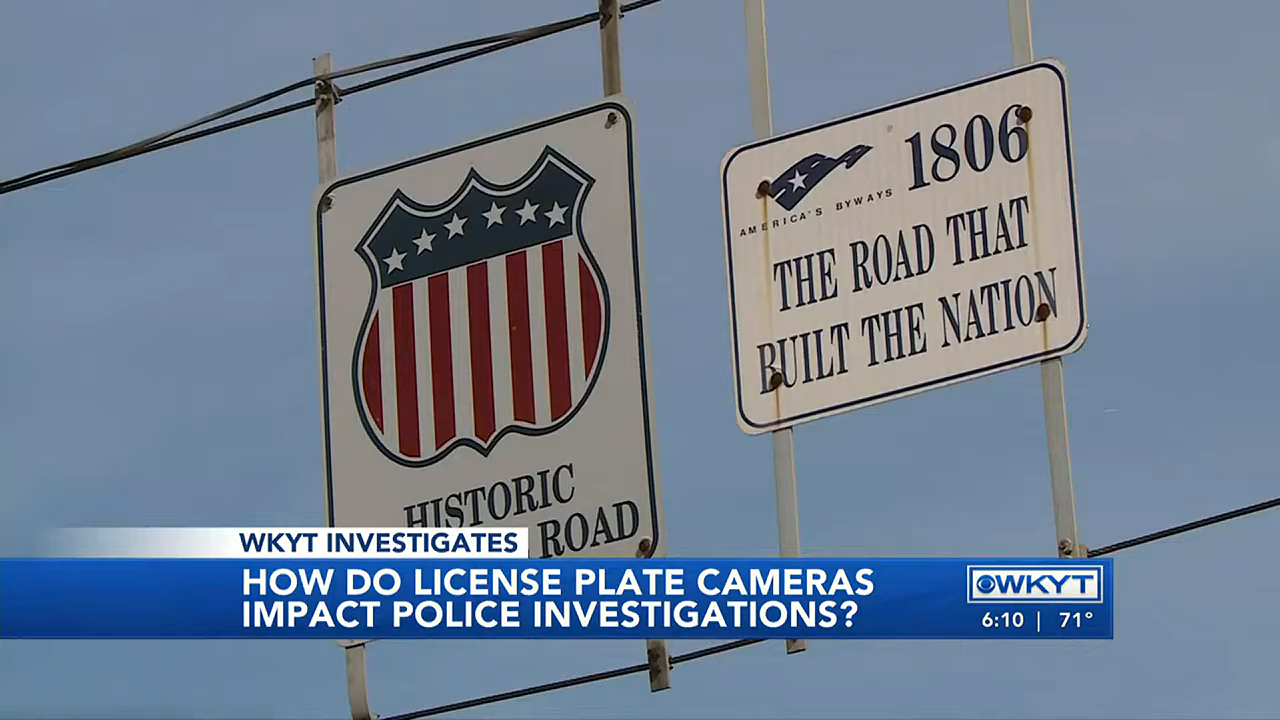 HISTORIC
ROAD
AMERICA'S BYWAYS
1806
THE ROAD THAT
BUILT THE NATION
WKYT INVESTIGATES
HOW DO LICENSE PLATE CAMERAS
IMPACT POLICE INVESTIGATIONS?
WKYT
6:10 | 71°